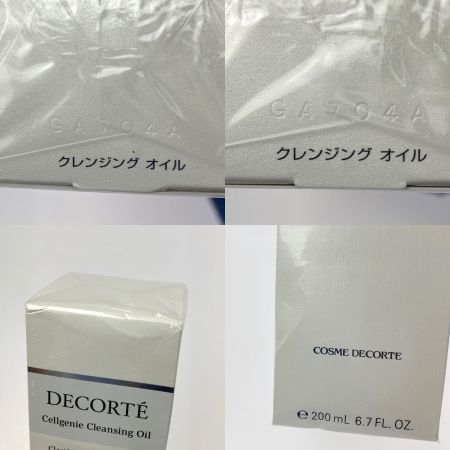 GA704A
クレンジング オイル
GA704A
クレンジング オイル
DECORTÉ
Cellgenie Cleansing Oil
COSME DECORTE
℮ 200 mL 6.7 FL. OZ.